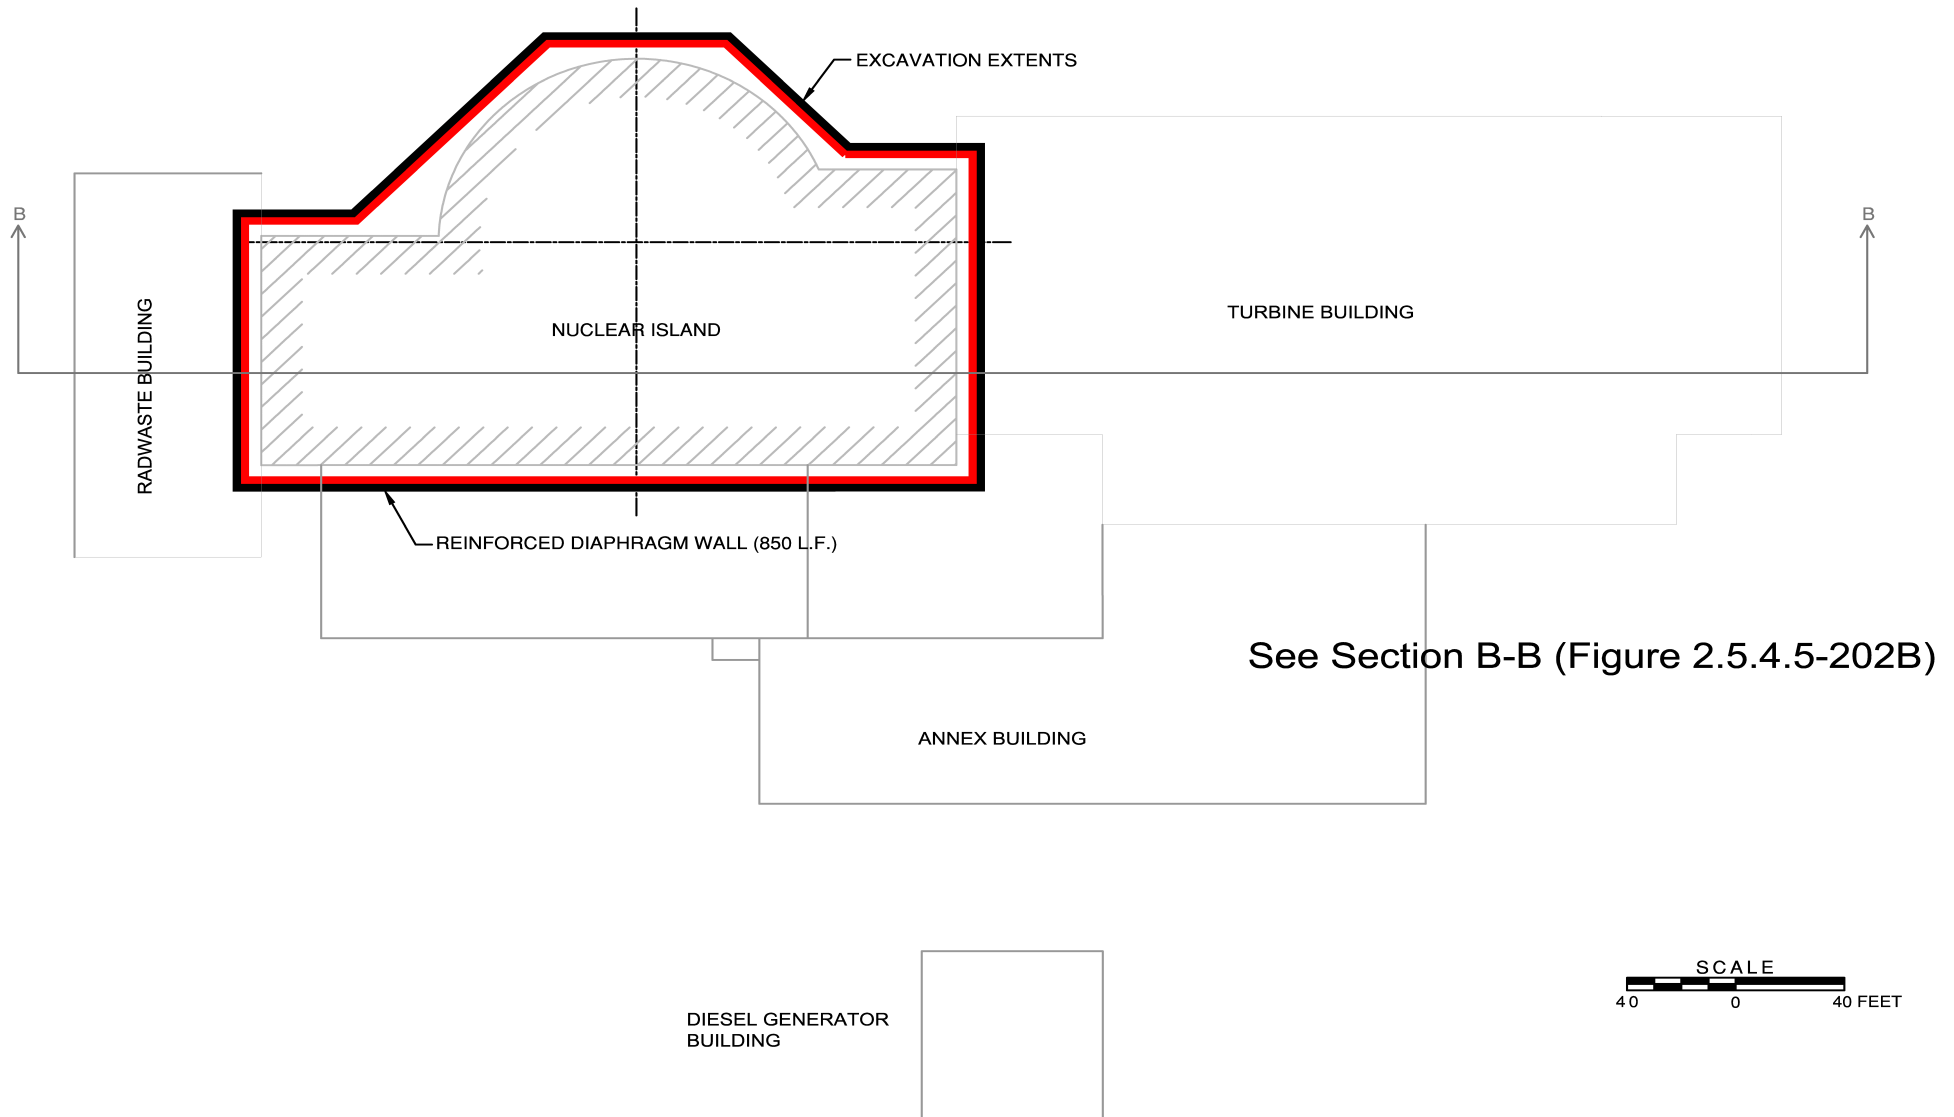 EXCAVATION EXTENTS
B
B
RADWASTE BUILDING
NUCLEAR ISLAND
TURBINE BUILDING
REINFORCED DIAPHRAGM WALL (850 L.F.)
See Section B-B (Figure 2.5.4.5-202B)
ANNEX BUILDING
SCALE
40 0 40 FEET
DIESEL GENERATOR
BUILDING